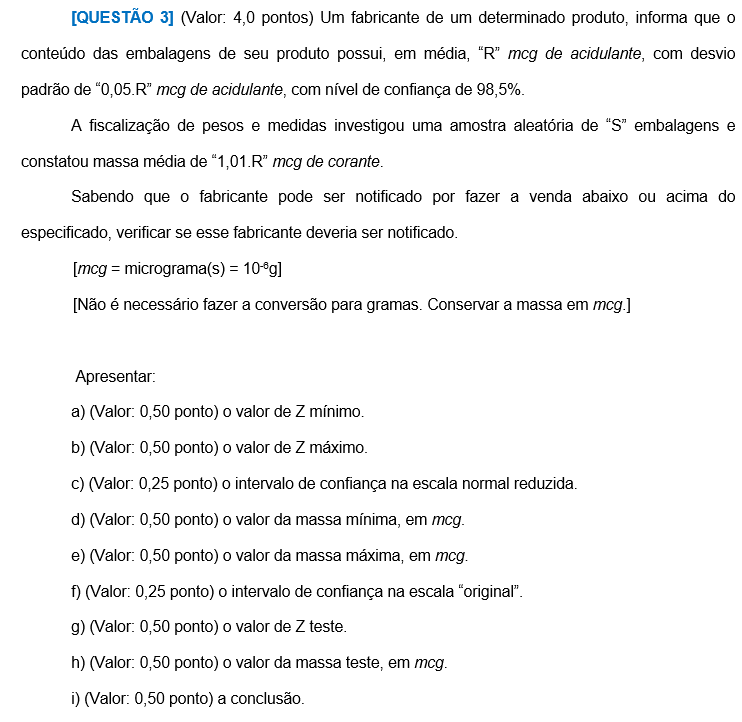 [QUESTÃO 3] (Valor: 4,0 pontos) Um fabricante de um determinado produto, informa que o
conteúdo das embalagens de seu produto possui, em média, “R” mcg de acidulante, com desvio
padrão de “0,05.R” mcg de acidulante, com nível de confiança de 98,5%.
A fiscalização de pesos e medidas investigou uma amostra aleatória de “S” embalagens e
constatou massa média de “1,01.R” mcg de corante.
Sabendo que o fabricante pode ser notificado por fazer a venda abaixo ou acima do
especificado, verificar se esse fabricante deveria ser notificado.
[mcg = micrograma(s) = 10⁻⁶g]
[Não é necessário fazer a conversão para gramas. Conservar a massa em mcg.]
Apresentar:
a) (Valor: 0,50 ponto) o valor de Z mínimo.
b) (Valor: 0,50 ponto) o valor de Z máximo.
c) (Valor: 0,25 ponto) o intervalo de confiança na escala normal reduzida.
d) (Valor: 0,50 ponto) o valor da massa mínima, em mcg.
e) (Valor: 0,50 ponto) o valor da massa máxima, em mcg.
f) (Valor: 0,25 ponto) o intervalo de confiança na escala “original”.
g) (Valor: 0,50 ponto) o valor de Z teste.
h) (Valor: 0,50 ponto) o valor da massa teste, em mcg.
i) (Valor: 0,50 ponto) a conclusão.